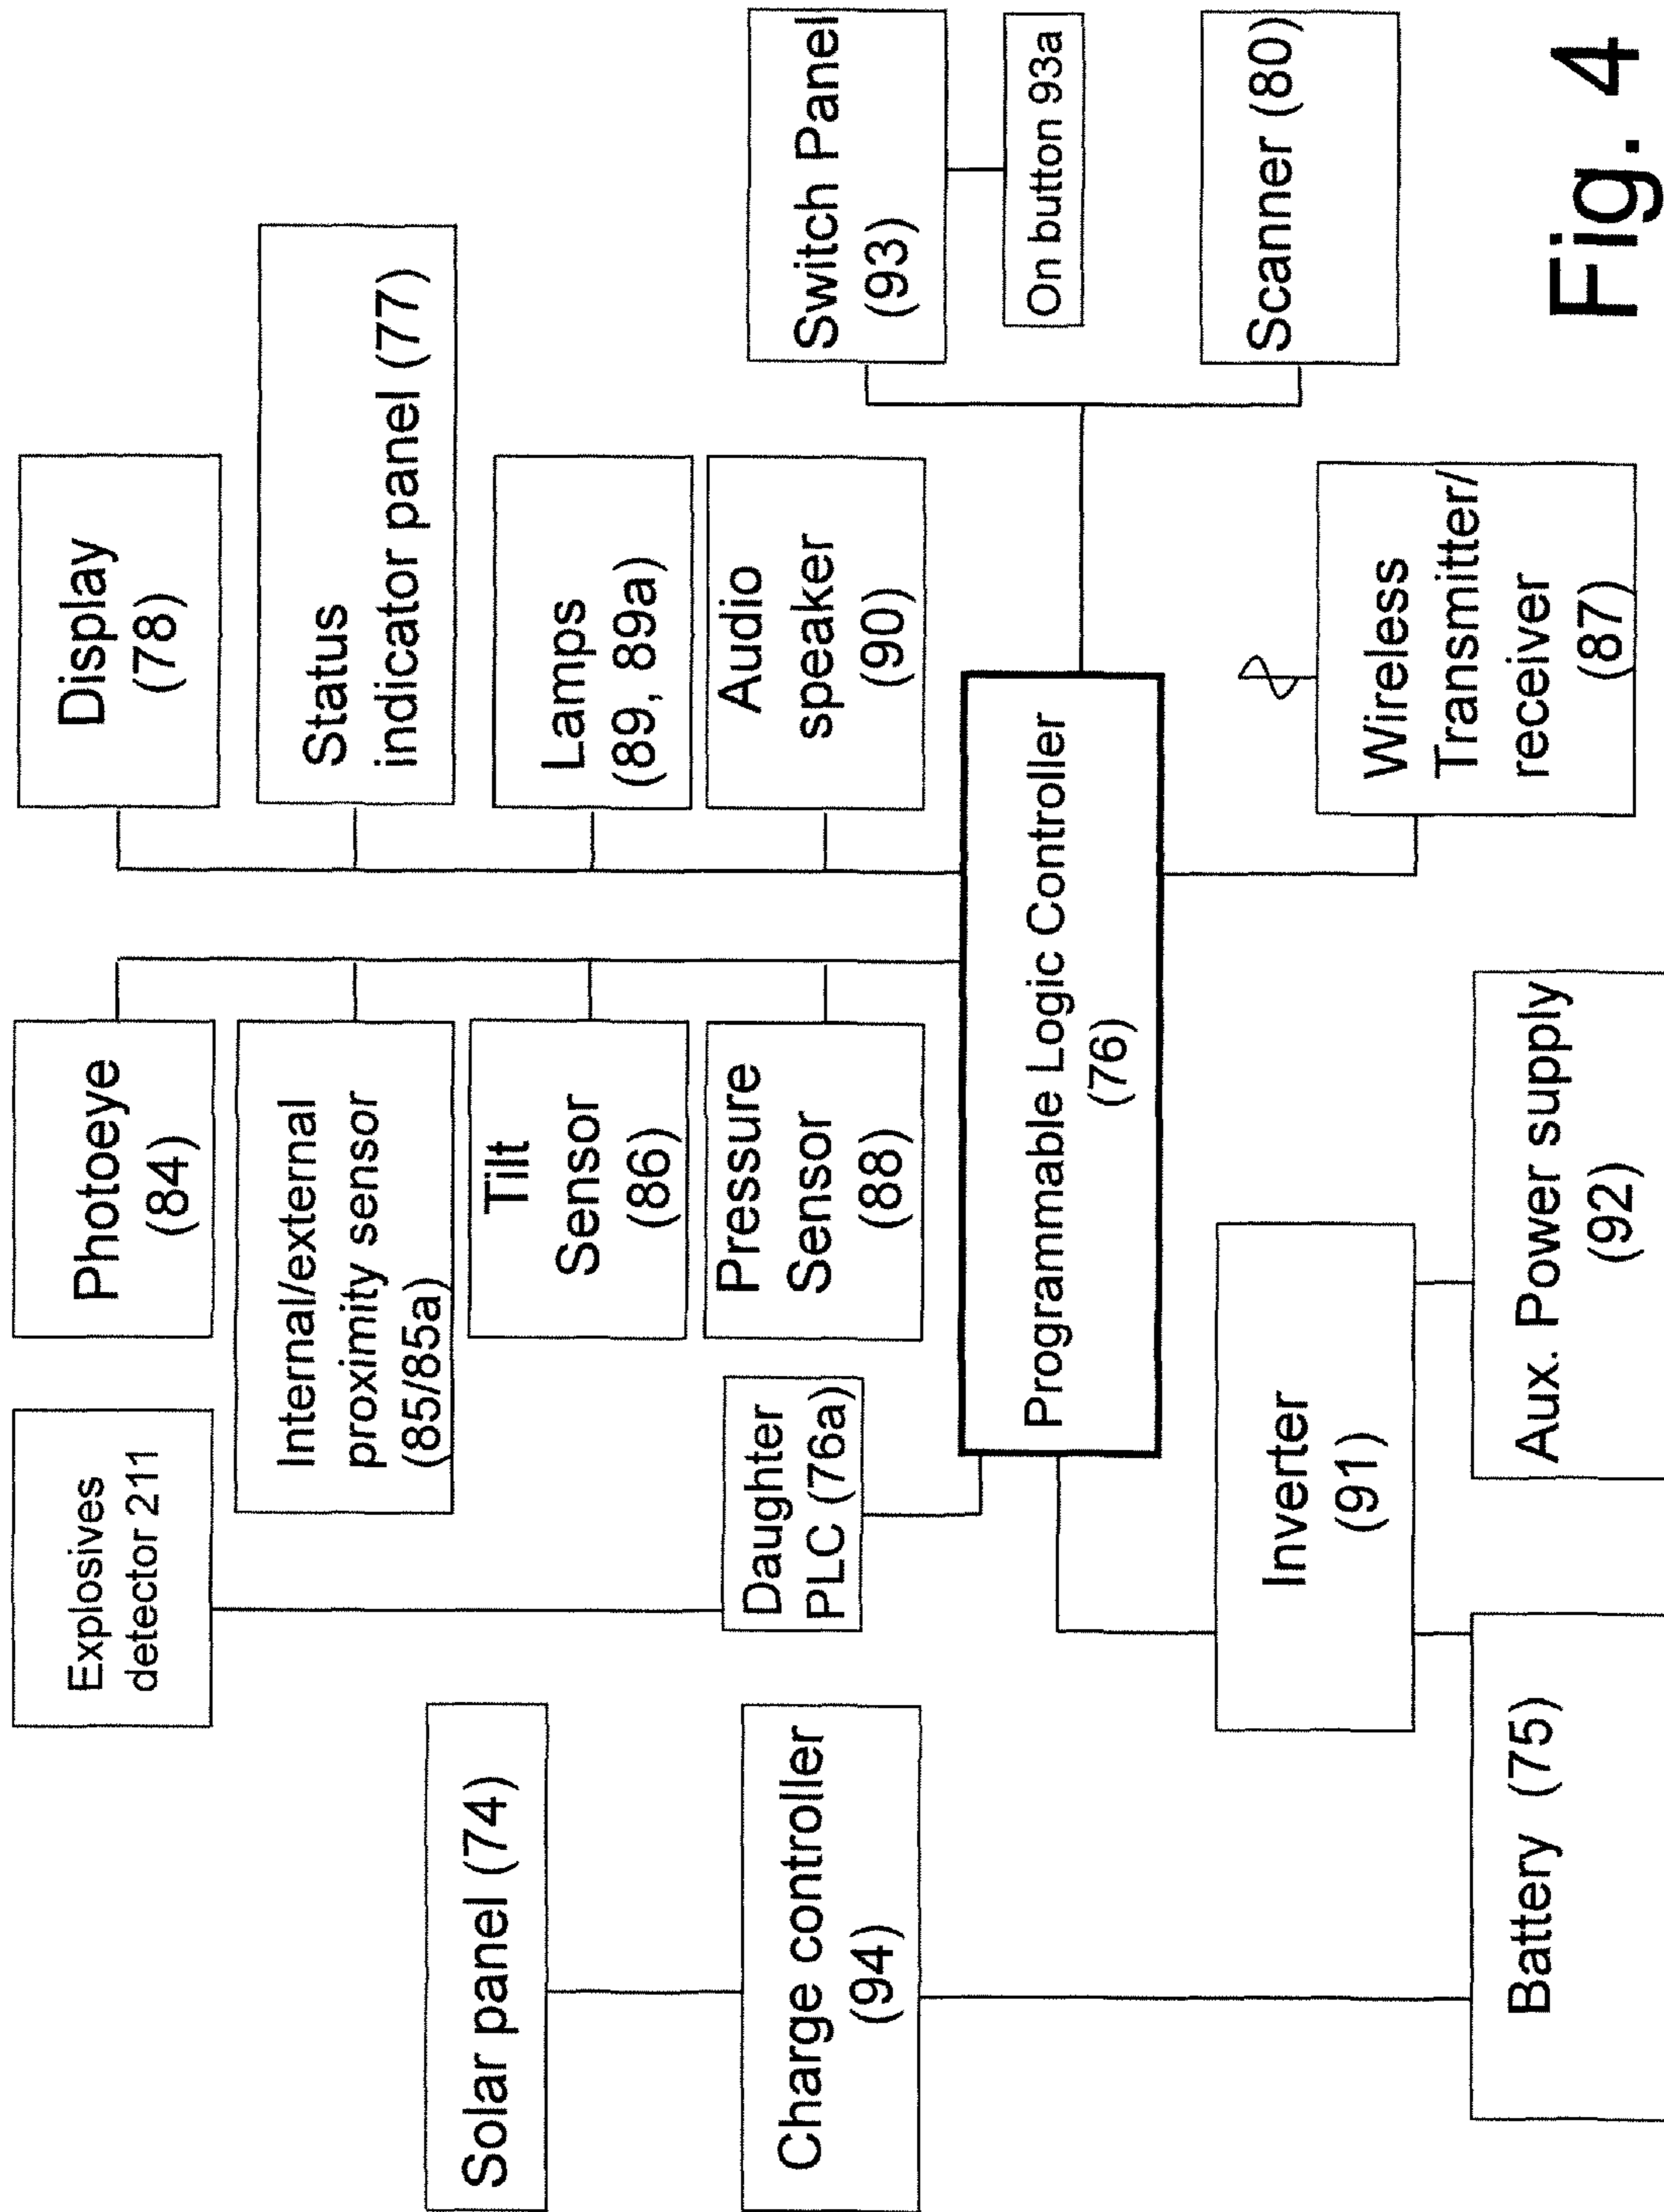 Solar panel (74)
Charge controller
(94)
Battery (75)
Explosives
detector 211
Daughter
PLC (76a)
Inverter
(91)
Aux. Power supply
(92)
Photoeye
(84)
Internal/external
proximity sensor
(85/85a)
Tilt
Sensor
(86)
Pressure
Sensor
(88)
Programmable Logic Controller
(76)
Display
(78)
Status
indicator panel (77)
Lamps
(89, 89a)
Audio
speaker
(90)
Wireless
Transmitter/
receiver
(87)
Switch Panel
(93)
On button 93a
Scanner (80)
Fig. 4